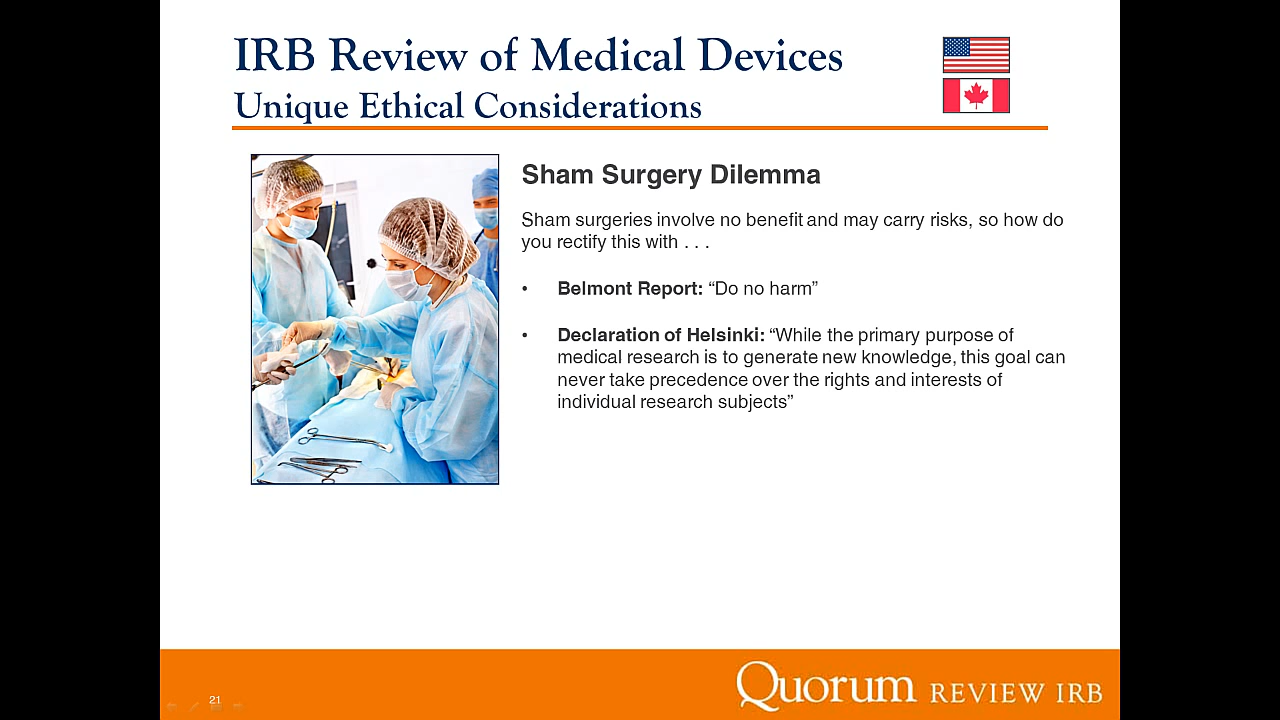 IRB Review of Medical Devices
Unique Ethical Considerations
Sham Surgery Dilemma
Sham surgeries involve no benefit and may carry risks, so how do
you rectify this with . . .
• Belmont Report: “Do no harm”
• Declaration of Helsinki: “While the primary purpose of
medical research is to generate new knowledge, this goal can
never take precedence over the rights and interests of
individual research subjects”
21
Quorum REVIEW IRB